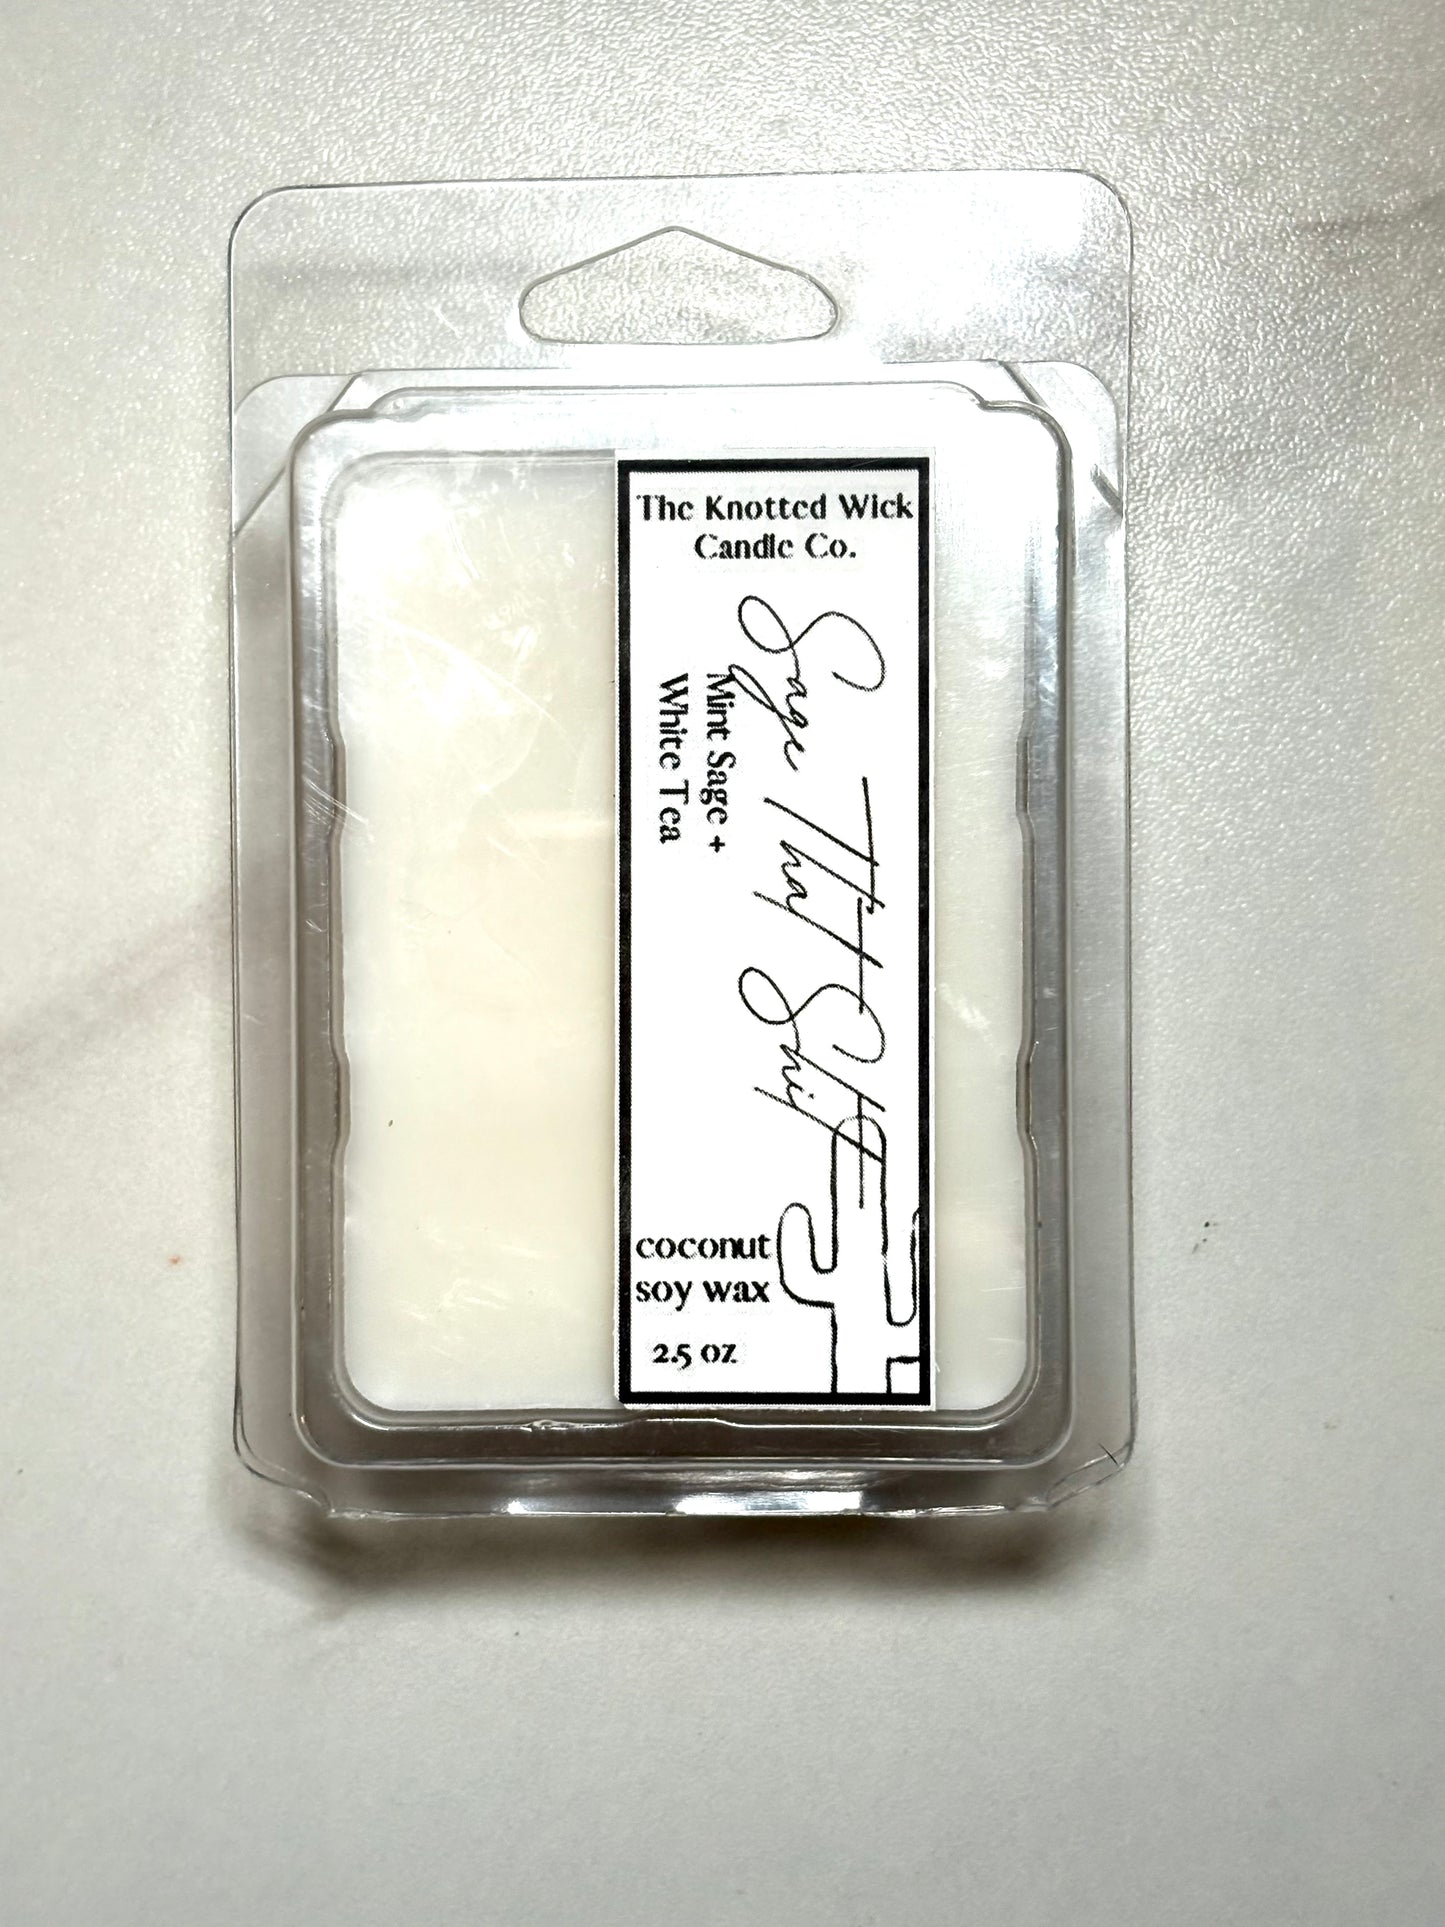 The Knotted Wick
Candle Co.
Sage That Shit
Mint Sage +
White Tea
coconut
soy wax
2.5 oz